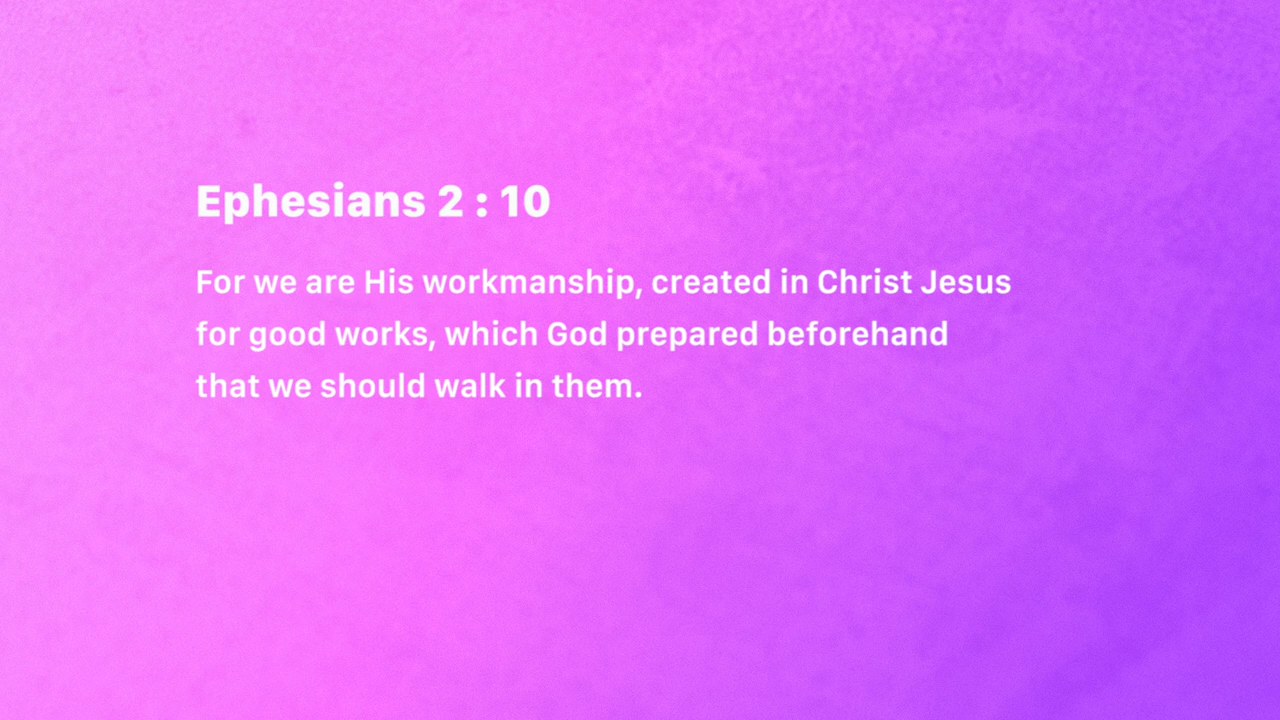 Ephesians 2 : 10
For we are His workmanship, created in Christ Jesus
for good works, which God prepared beforehand
that we should walk in them.